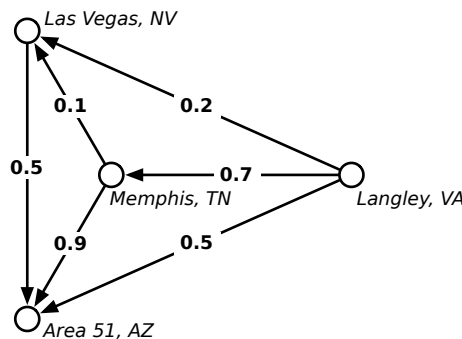 Las Vegas, NV
0.1
0.2
0.5
0.7
Memphis, TN
Langley, VA
0.9
0.5
Area 51, AZ